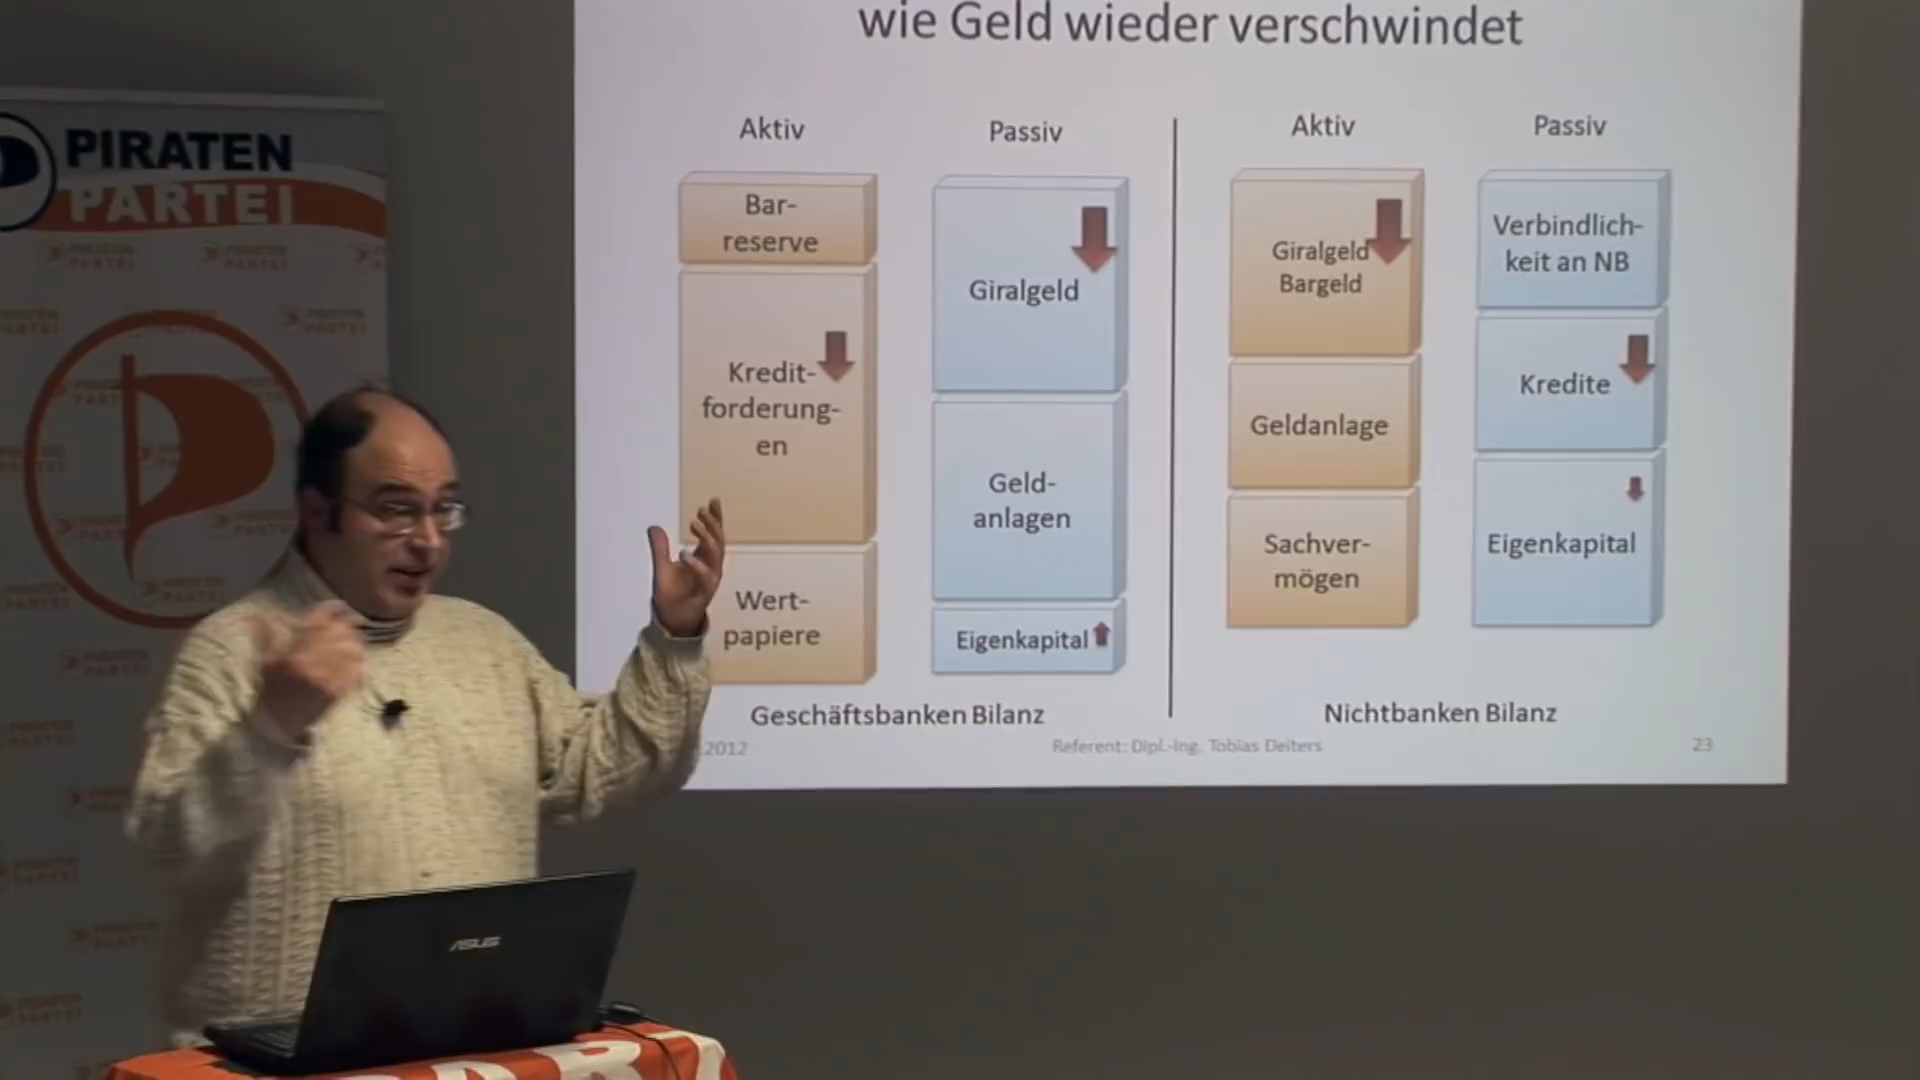 wie Geld wieder verschwindet
Aktiv
Passiv
Aktiv
Passiv
Bar-
reserve
Kredit-
forderung-
en
Wert-
papiere
Giralgeld
Geld-
anlagen
Eigenkapital
Giralgeld
Bargeld
Geldanlage
Sachver-
mögen
Verbindlich-
keit an NB
Kredite
Eigenkapital
Geschäftsbanken Bilanz
Nichtbanken Bilanz
2012
Referent: Dipl.-Ing. Tobias Deiters
23
PIRATEN
PARTEI
ASUS